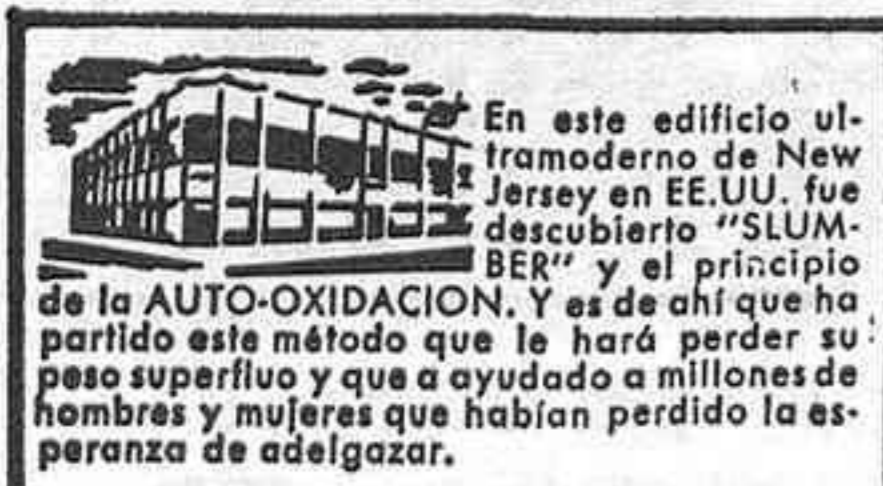 En este edificio ul-
tramoderno de New
Jersey en EE.UU. fue
descubierto "SLUM-
BER" y el principio
de la AUTO-OXIDACION. Y es de ahí que ha
partido este método que le hará perder su
peso superfluo y que a ayudado a millones de
hombres y mujeres que habían perdido la es-
peranza de adelgazar.